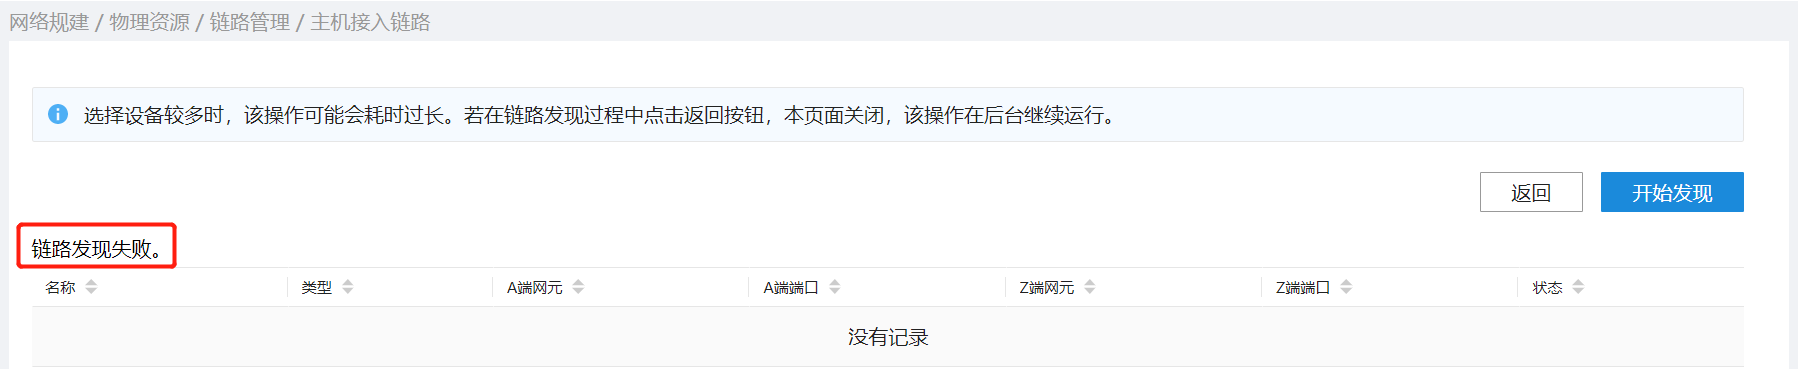 网络规建 / 物理资源 / 链路管理 / 主机接入链路
选择设备较多时，该操作可能会耗时过长。若在链路发现过程中点击返回按钮，本页面关闭，该操作在后台继续运行。
返回 开始发现
链路发现失败。
名称 类型 A端网元 A端端口 Z端网元 Z端端口 状态
没有记录